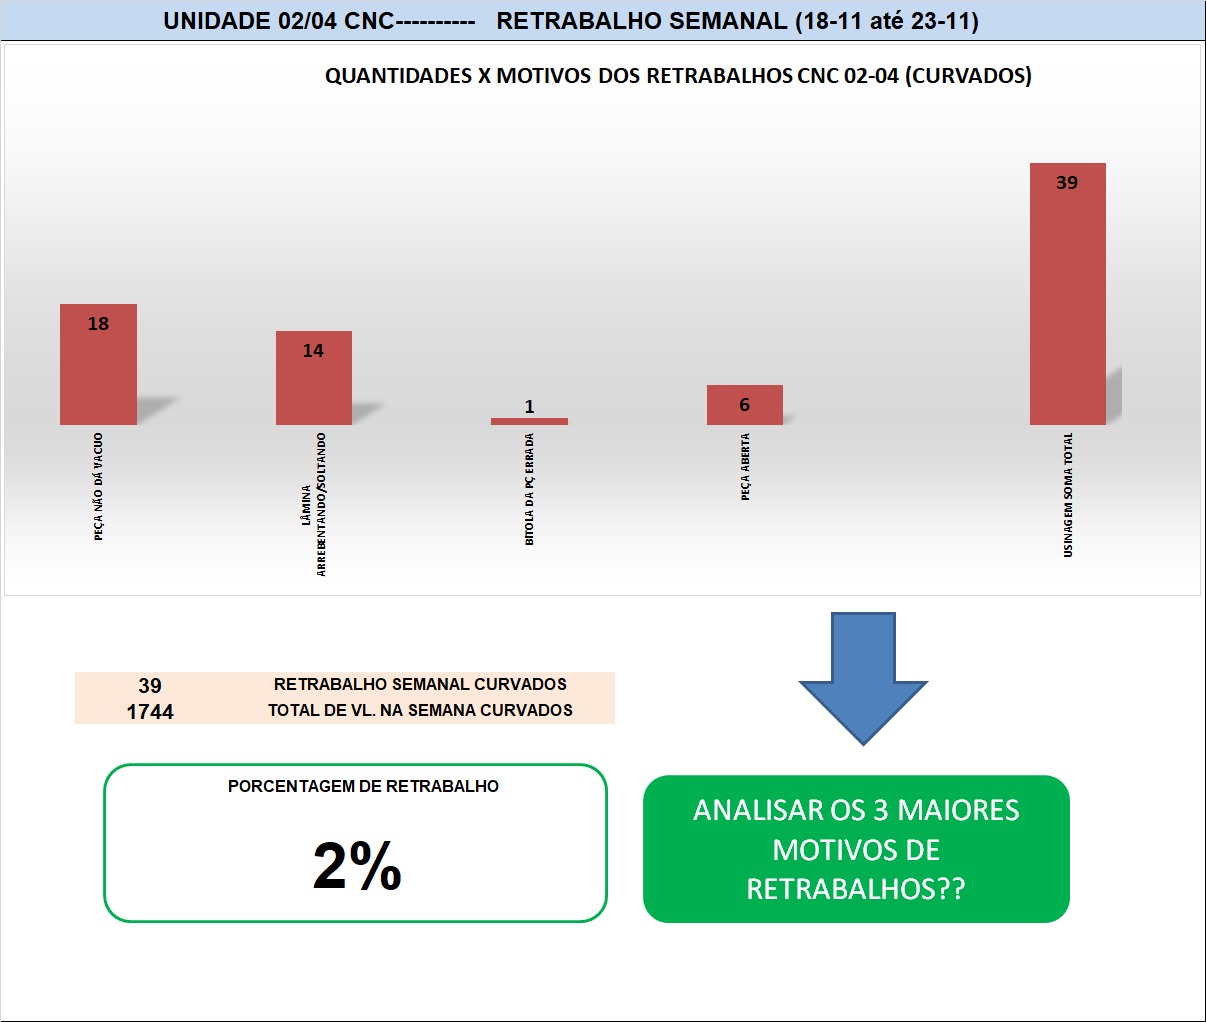 UNIDADE 02/04 CNC---------- RETRABALHO SEMANAL (18-11 até 23-11)
QUANTIDADES X MOTIVOS DOS RETRABALHOS CNC 02-04 (CURVADOS)
18
14
1
6
39
PEÇA NÃO DÁ VACUO
LÂMINA
ARREBENTANDO/SOLTANDO
BITOLA DA PÇ ERRADA
PEÇA ABERTA
USINAGEM SOMA TOTAL
39 RETRABALHO SEMANAL CURVADOS
1744 TOTAL DE VL. NA SEMANA CURVADOS
PORCENTAGEM DE RETRABALHO
2%
ANALISAR OS 3 MAIORES
MOTIVOS DE
RETRABALHOS??